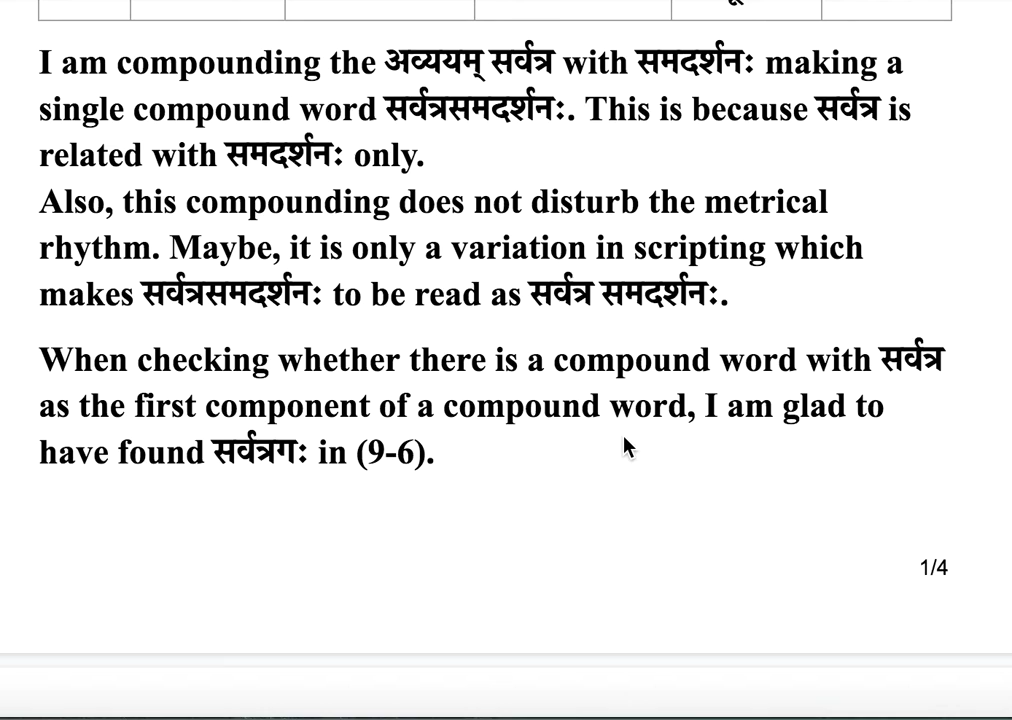 I am compounding the अव्ययम् सर्वत्र with समदर्शनः making a
single compound word सर्वत्रसमदर्शनः. This is because सर्वत्र is
related with समदर्शनः only.
Also, this compounding does not disturb the metrical
rhythm. Maybe, it is only a variation in scripting which
makes सर्वत्रसमदर्शनः to be read as सर्वत्र समदर्शनः.
When checking whether there is a compound word with सर्वत्र
as the first component of a compound word, I am glad to
have found सर्वत्रगः in (9-6).
1/4